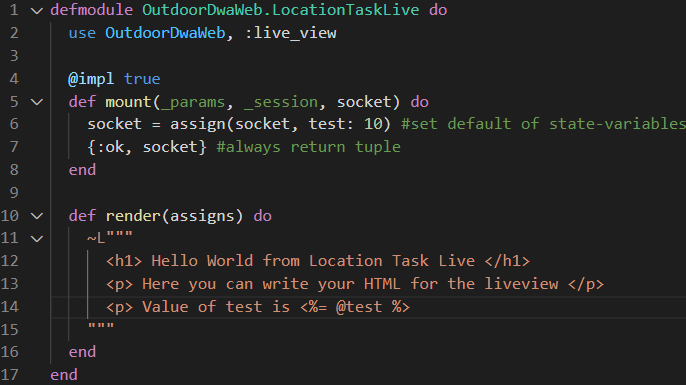 1 defmodule OutdoorDwaWeb.LocationTaskLive do
2 use OutdoorDwaWeb, :live_view
3
4 @impl true
5 def mount(_params, _session, socket) do
6 socket = assign(socket, test: 10) #set default of state-variables
7 {:ok, socket} #always return tuple
8 end
9
10 def render(assigns) do
11 ~L"""
12 <h1> Hello World from Location Task Live </h1>
13 <p> Here you can write your HTML for the liveview </p>
14 <p> Value of test is <%= @test %>
15 """
16 end
17 end